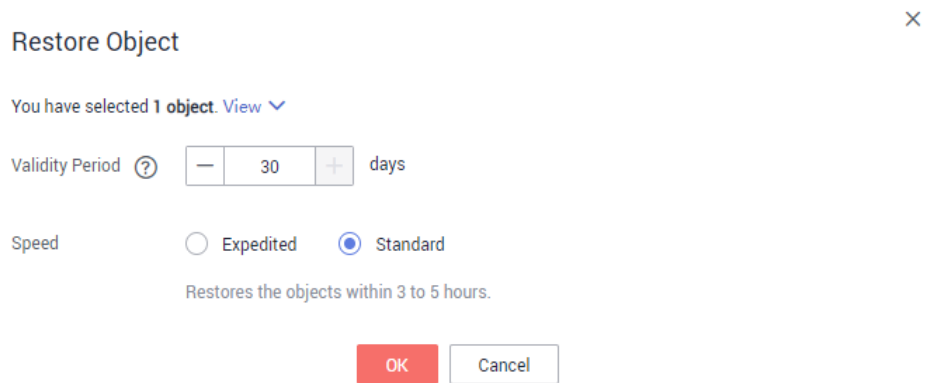 Restore Object
You have selected 1 object. View
Validity Period ? − 30 + days
Speed Expedited Standard
Restores the objects within 3 to 5 hours.
OK Cancel